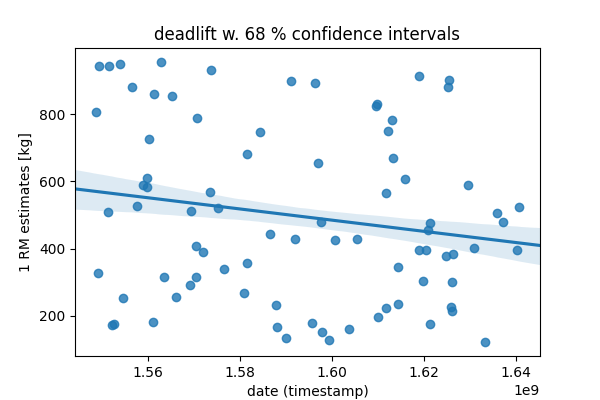 deadlift w. 68 % confidence intervals
1 RM estimates [kg]
800
600
400
200
1.56 1.58 1.60 1.62 1.64
1e9
date (timestamp)